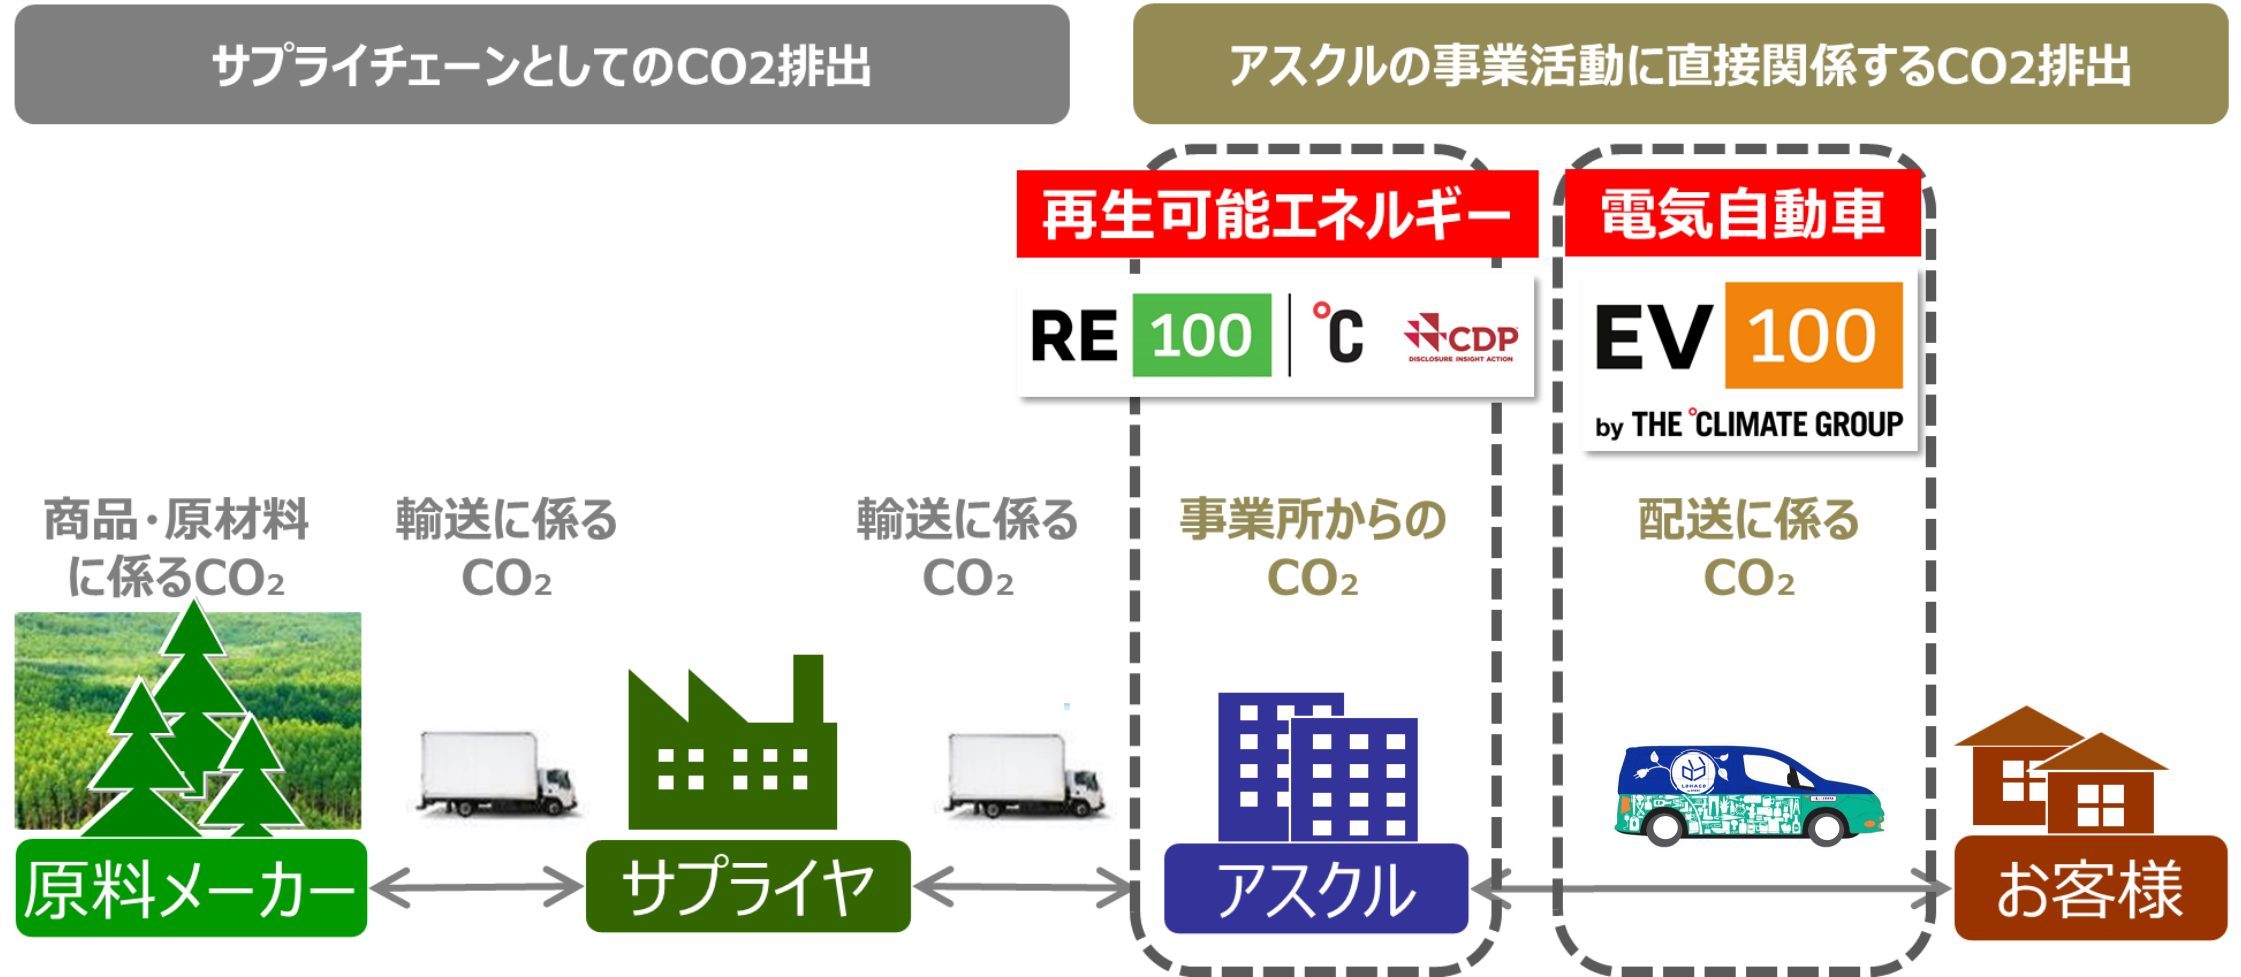 サプライチェーンとしてのCO2排出
アスクルの事業活動に直接関係するCO2排出
再生可能エネルギー
電気自動車
RE 100 °C CDP
DISCLOSURE INSIGHT ACTION
EV 100
by THE °CLIMATE GROUP
商品・原材料
に係るCO₂
輸送に係る
CO₂
輸送に係る
CO₂
事業所からの
CO₂
配送に係る
CO₂
LOHACO
原料メーカー
サプライヤ
アスクル
お客様